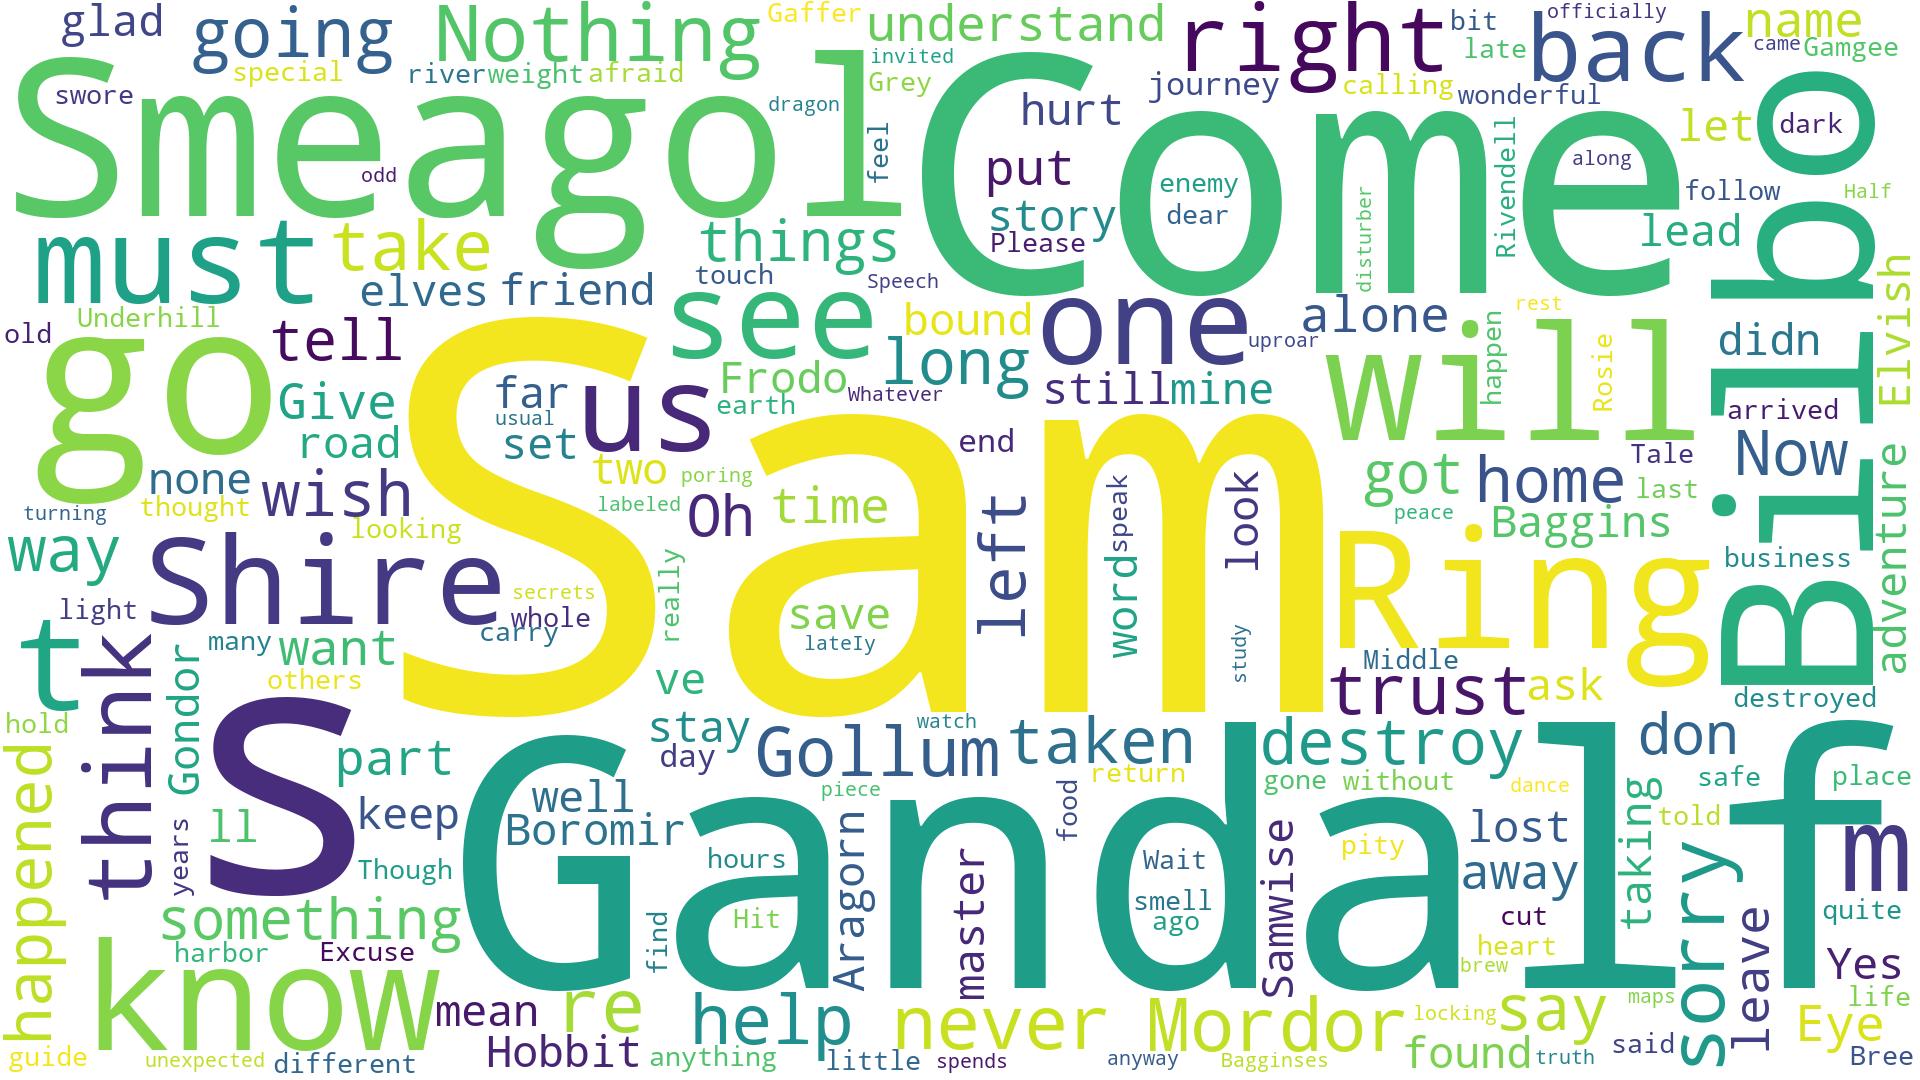 glad
going
Nothing
Gaffer
understand
right
bit
officially
back
name
special
river
weight
afraid
invited
Grey
late
came
Gamgee
swore
Smeagol
dragon
Come
hurt
journey
calling
wonderful
let
dark
odd
feel
put
enemy
dear
story
Please
disturber
Rivendell
along
follow
Half
lead
Bilbo
must
take
things
elves
friend
touch
Speech
see
bound
one
alone
rest
Elvish
old
Underhill
go
tell
Give
road
far
usual
set
us
Frodo
earth
long
Whatever
uproar
still
mine
will
happen
Rosie
didn
arrived
Now
none
wish
thought
turning
looking
two
labeled
poring
Oh
time
end
Sam
left
speak
word
look
study
got
home
Tale
last
peace
Baggins
business
adventure
way
Shire
light
secrets
whole
carry
really
save
lateIy
Ring
t
think
many
want
others
Gondor
ve
Middle
trust
ask
destroyed
hold
happened
years
S
part
keep
ll
Though
stay
day
watch
Gollum
taken
destroy
don
well
Boromir
piece
return
food
gone
without
dance
safe
place
taking
told
Gandalf
hours
Aragorn
Hit
find
master
Wait
smell
ago
Samwise
pity
lost
away
cut
heart
brew
sorry
leave
m
quite
Yes
something
harbor
Excuse
know
mean
re
help
never
Mordor
locking
say
maps
life
Eye
guide
unexpected
different
Hobbit
anything
little
spends
anyway
Bagginses
found
truth
said
Bree